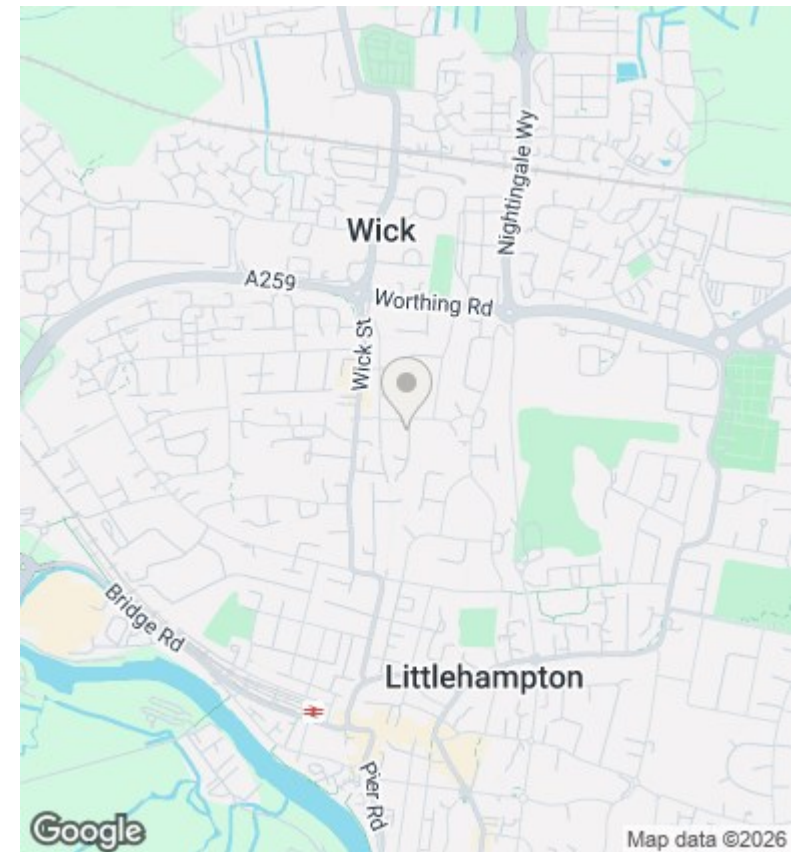 Nightingale Wy
Wick
A259
Worthing Rd
Wick St
Bridge Rd
Littlehampton
Pier Rd
Google
Map data ©2026